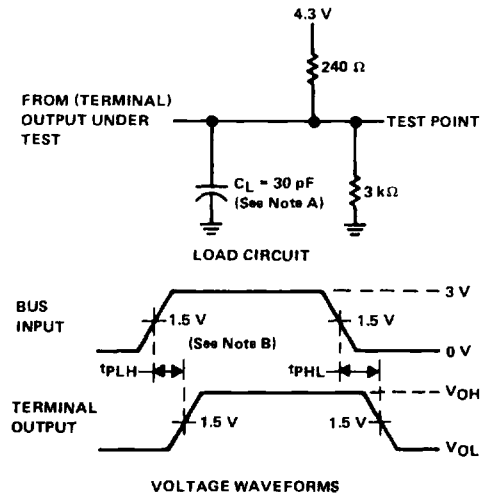 4.3 V
240 Ω
FROM (TERMINAL)
OUTPUT UNDER
TEST
TEST POINT
CL = 30 pF
(See Note A)
3 kΩ
LOAD CIRCUIT
BUS
INPUT
3 V
1.5 V
1.5 V
(See Note B)
0 V
tPLH
tPHL
TERMINAL
OUTPUT
VOH
1.5 V
1.5 V
VOL
VOLTAGE WAVEFORMS